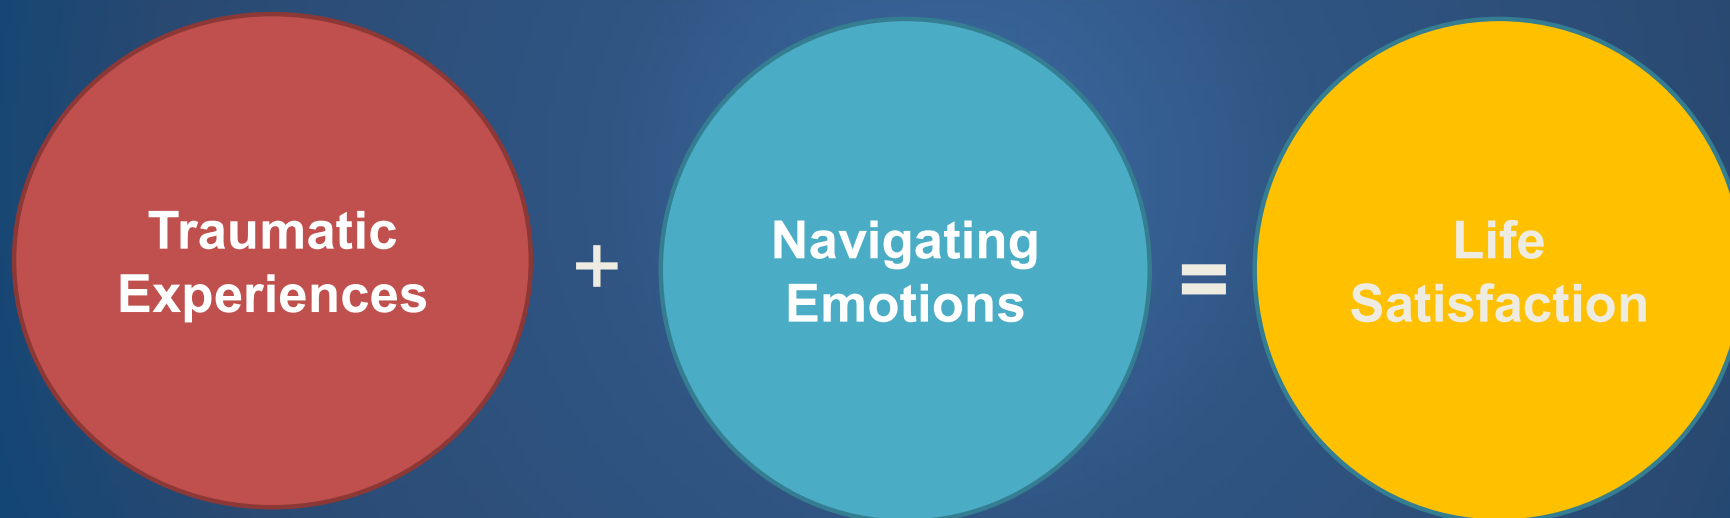 Traumatic
Experiences
+
Navigating
Emotions
=
Life
Satisfaction